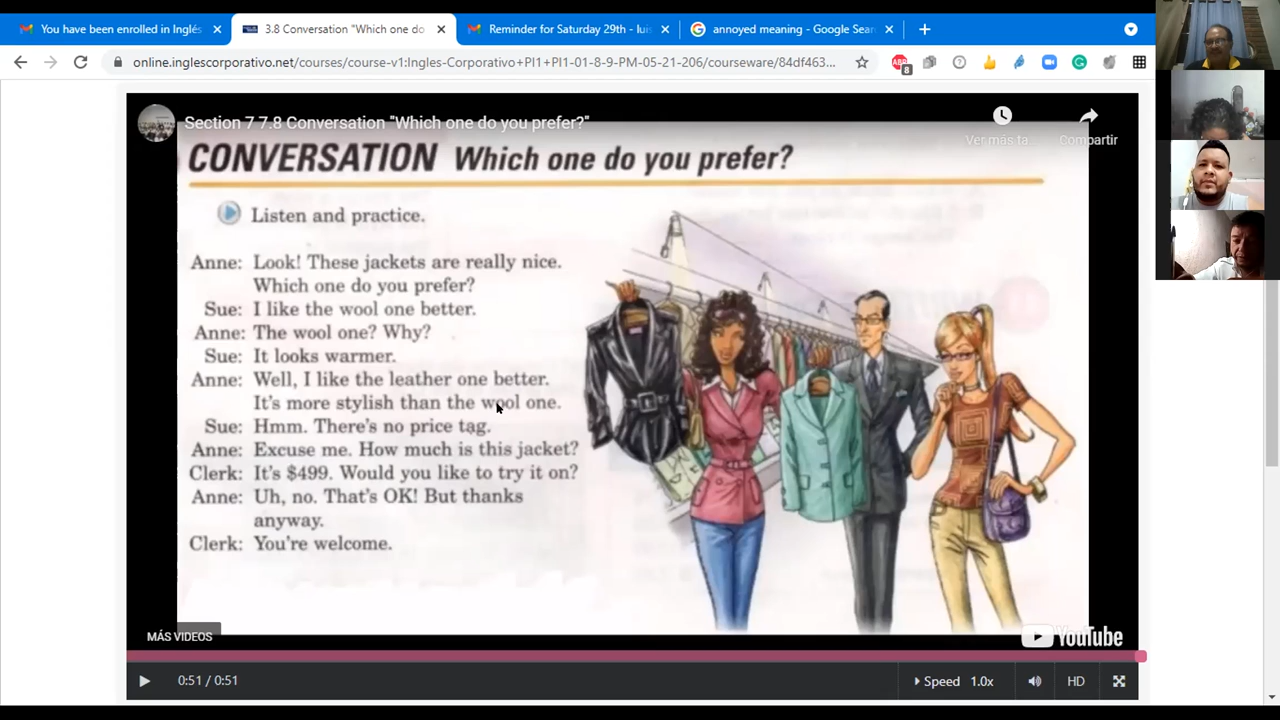 You have been enrolled in Inglés
3.8 Conversation "Which one do
Reminder for Saturday 29th - luis
annoyed meaning - Google Sear
online.inglescorporativo.net/courses/course-v1:Ingles-Corporativo+PI1+PI1-01-8-9-PM-05-21-206/courseware/84df463...
ABP
8
Section 7 7.8 Conversation "Which one do you prefer?"
Ver más ta...
Compartir
CONVERSATION Which one do you prefer?
Listen and practice.
Anne: Look! These jackets are really nice.
Which one do you prefer?
Sue: I like the wool one better.
Anne: The wool one? Why?
Sue: It looks warmer.
Anne: Well, I like the leather one better.
It's more stylish than the wool one.
Sue: Hmm. There's no price tag.
Anne: Excuse me. How much is this jacket?
Clerk: It's $499. Would you like to try it on?
Anne: Uh, no. That's OK! But thanks
anyway.
Clerk: You're welcome.
MÁS VIDEOS
YouTube
0:51 / 0:51
Speed 1.0x
HD